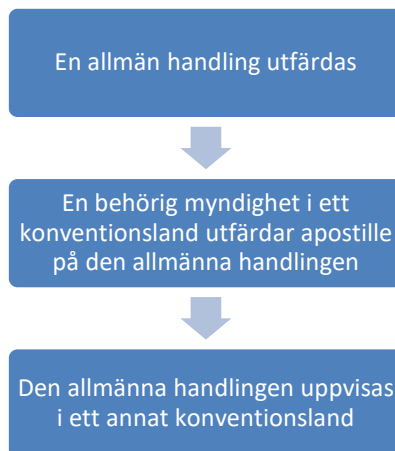 En allmän handling utfärdas
En behörig myndighet i ett
konventionsland utfärdar apostille
på den allmänna handlingen
Den allmänna handlingen uppvisas
i ett annat konventionsland